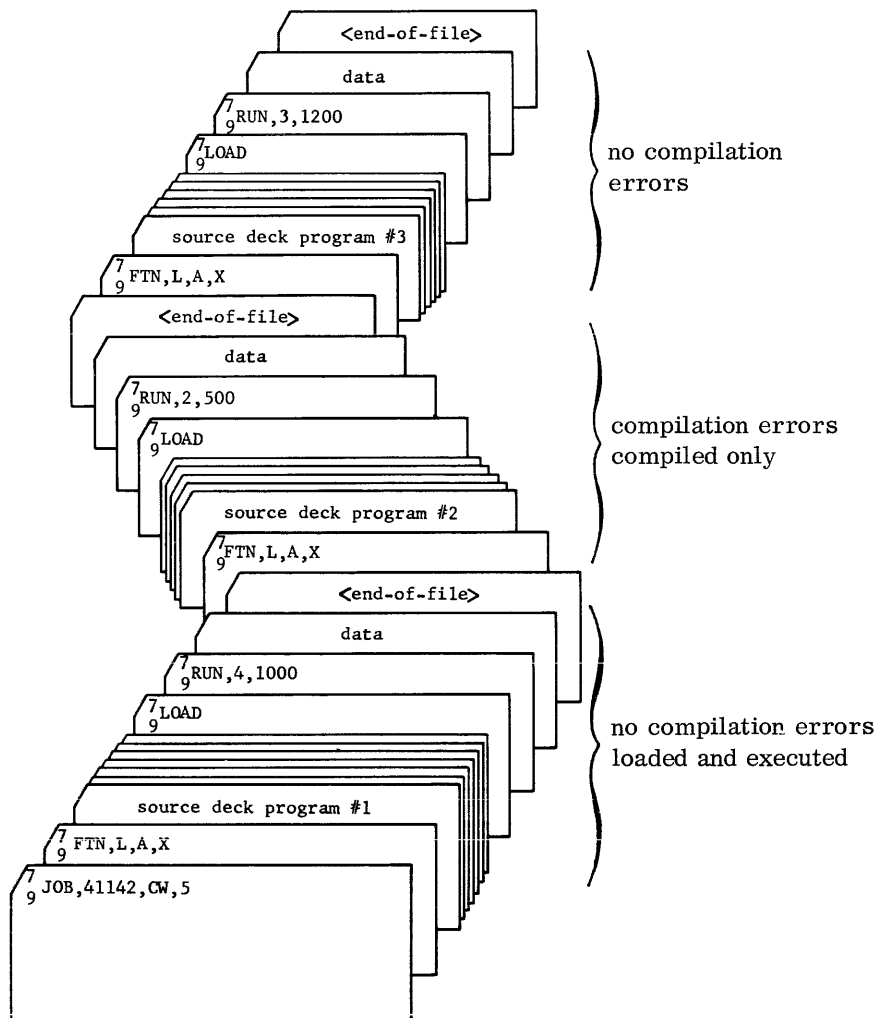 <end-of-file>
data
7
9RUN,3,1200
7
9LOAD
source deck program #3
7
9FTN,L,A,X
no compilation
errors
<end-of-file>
data
7
9RUN,2,500
7
9LOAD
source deck program #2
7
9FTN,L,A,X
compilation errors
compiled only
<end-of-file>
data
7
9RUN,4,1000
7
9LOAD
source deck program #1
7
9FTN,L,A,X
7
9JOB,41142,CW,5
no compilation errors
loaded and executed